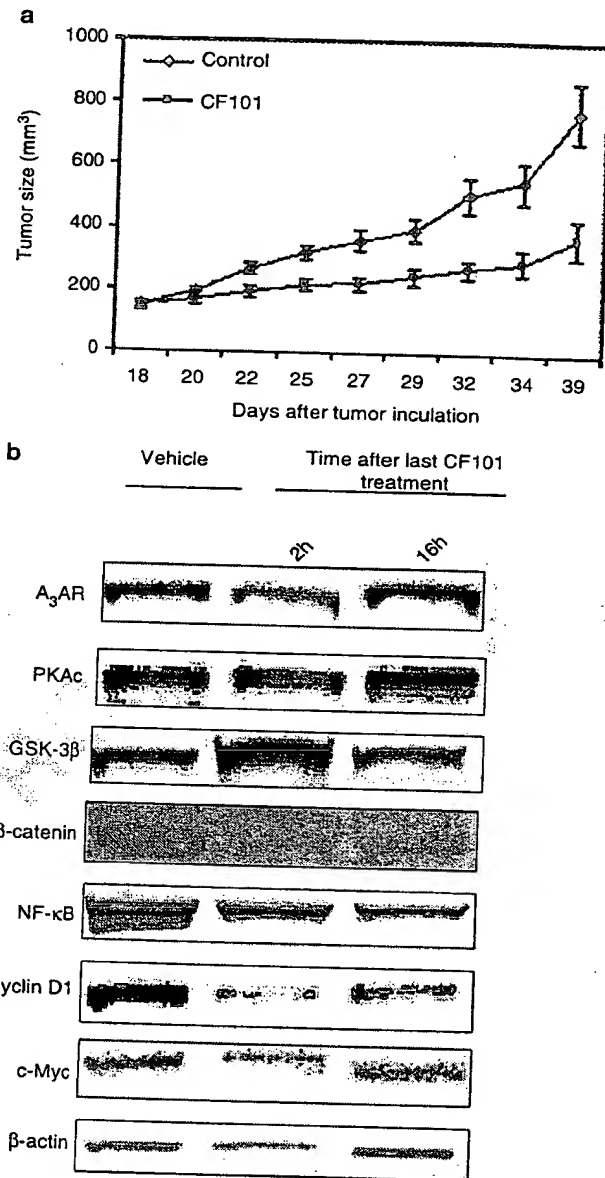 a
1000
800
600
400
200
0
Tumor size (mm³)
Control
CF101
18 20 22 25 27 29 32 34 39
Days after tumor inculation
b
Vehicle
Time after last CF101
treatment
2h
16h
A₃AR
PKAc
GSK-3β
β-catenin
NF-κB
yclin D1
c-Myc
β-actin